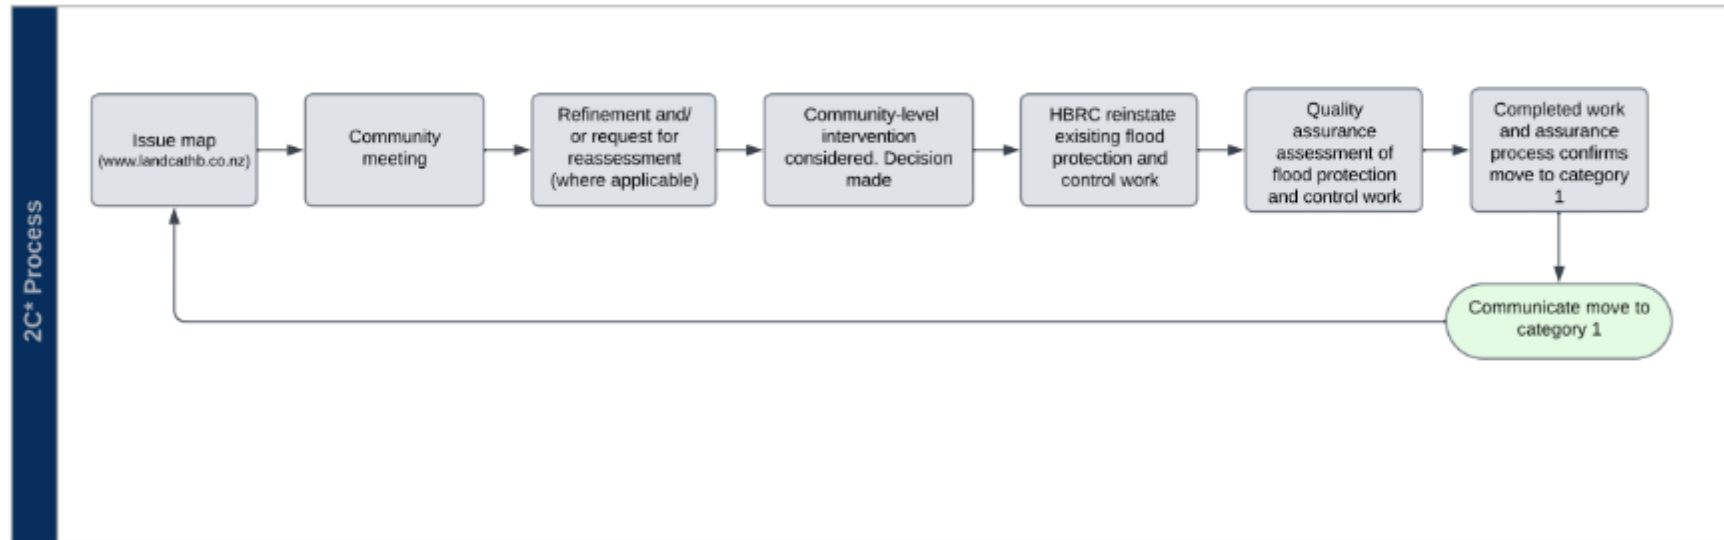 2C* Process
Issue map
(www.landcathb.co.nz)
Community
meeting
Refinement and/
or request for
reassessment
(where applicable)
Community-level
intervention
considered. Decision
made
HBRC reinstate
exisiting flood
protection and
control work
Quality
assurance
assessment of
flood protection
and control work
Completed work
and assurance
process confirms
move to category
1
Communicate move to
category 1